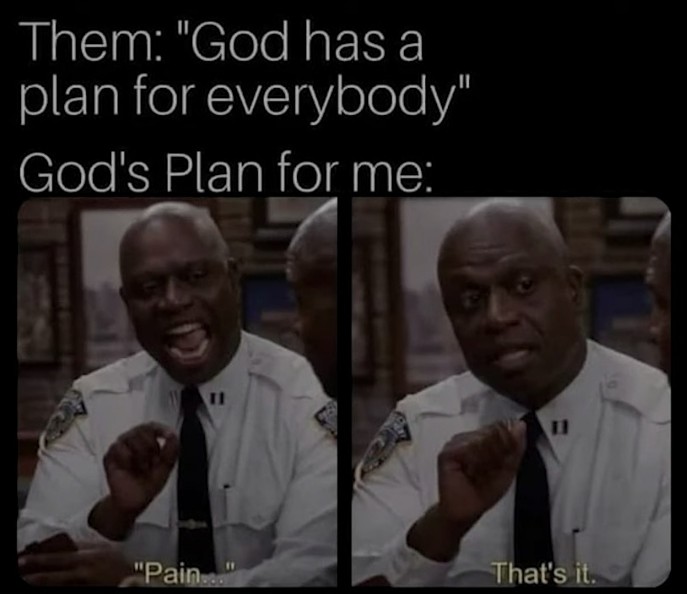 Them: "God has a
plan for everybody"
God's Plan for me:
"Pain..."
That's it.